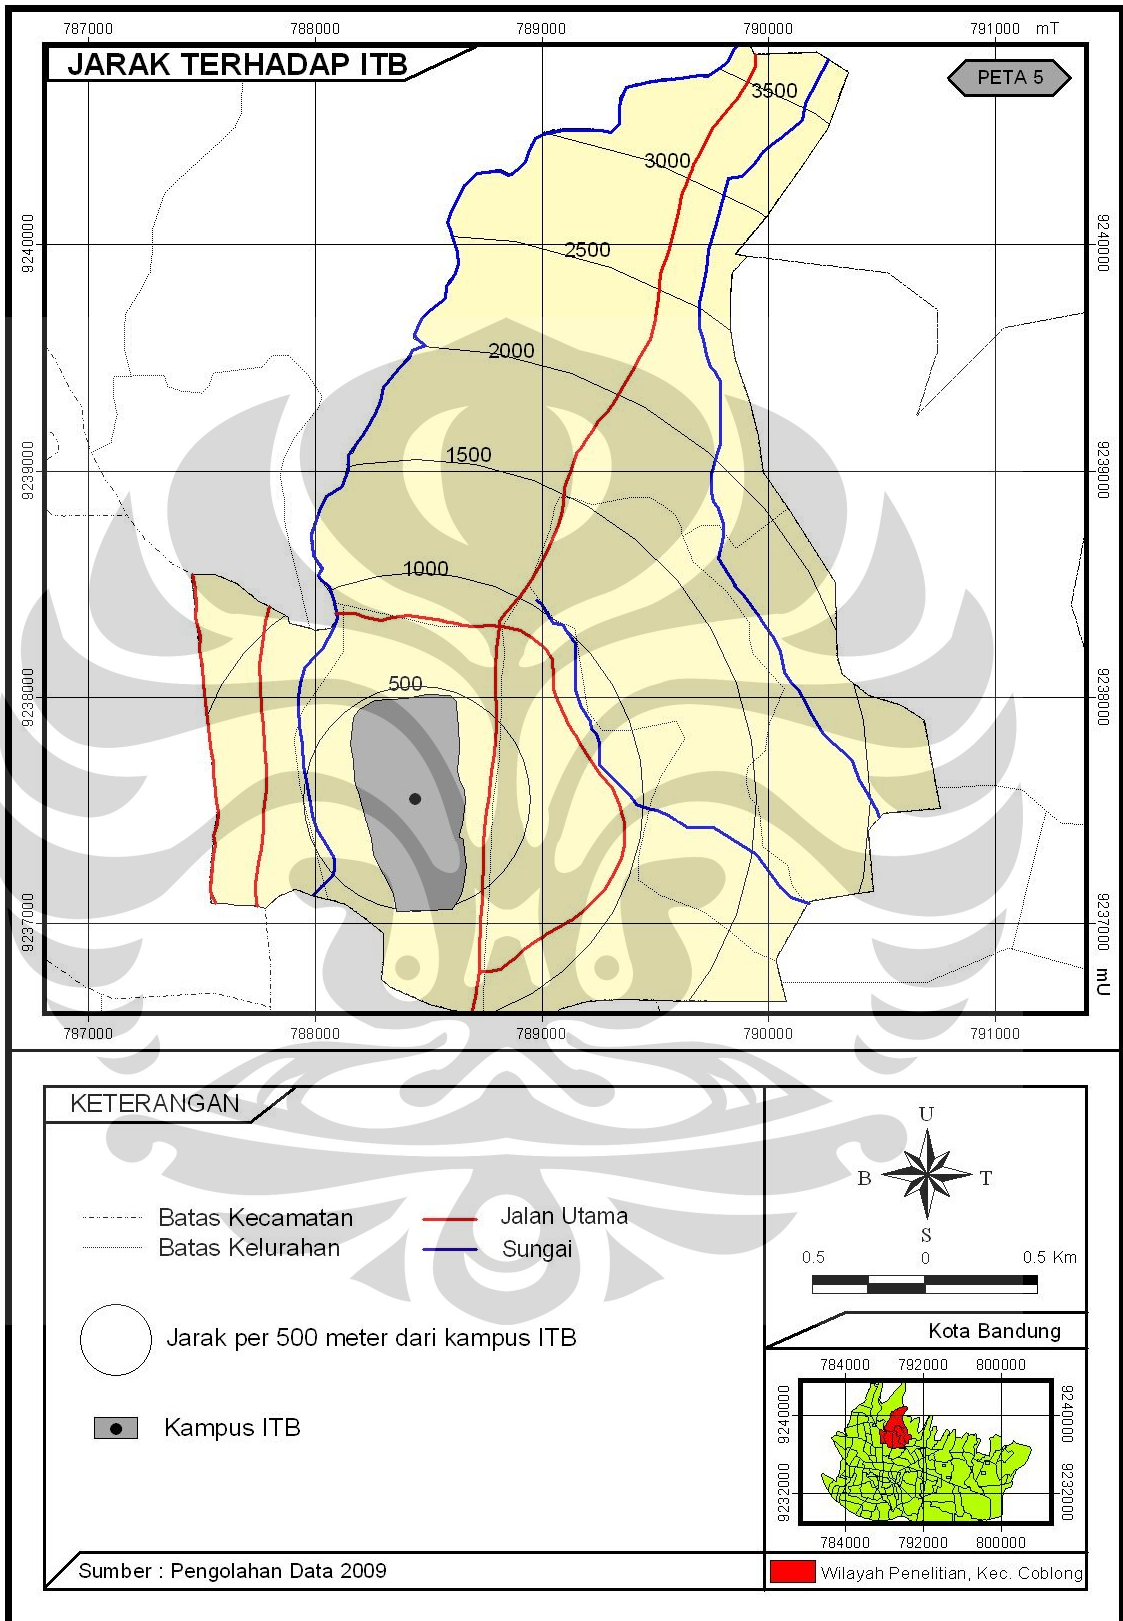 787000 788000 789000 790000 791000 mT
JARAK TERHADAP ITB
PETA 5
3500
3000
9240000 9240000
2500
2000
1500
9239000 9239000
1000
500
9238000 9238000
9237000 9237000
mU
787000 788000 789000 790000 791000
KETERANGAN
Batas Kecamatan
Batas Kelurahan
Jalan Utama
Sungai
Jarak per 500 meter dari kampus ITB
Kampus ITB
U
B T
S
0.5 0 0.5 Km
Kota Bandung
784000 792000 800000
9240000 9240000
9232000 9232000
784000 792000 800000
Sumber : Pengolahan Data 2009
Wilayah Penelitian, Kec. Coblong